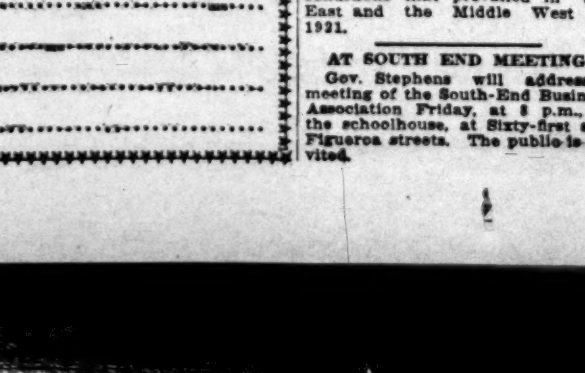 East and the Middle West
1921.
AT SOUTH END MEETING
Gov. Stephens will addres
meeting of the South-End Busin
Association Friday, at 8 p.m.,
the schoolhouse, at Sixty-first
Figueroa streets. The public is
vited.